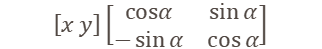 [x y] [ cosα sin α
− sin α cos α ]